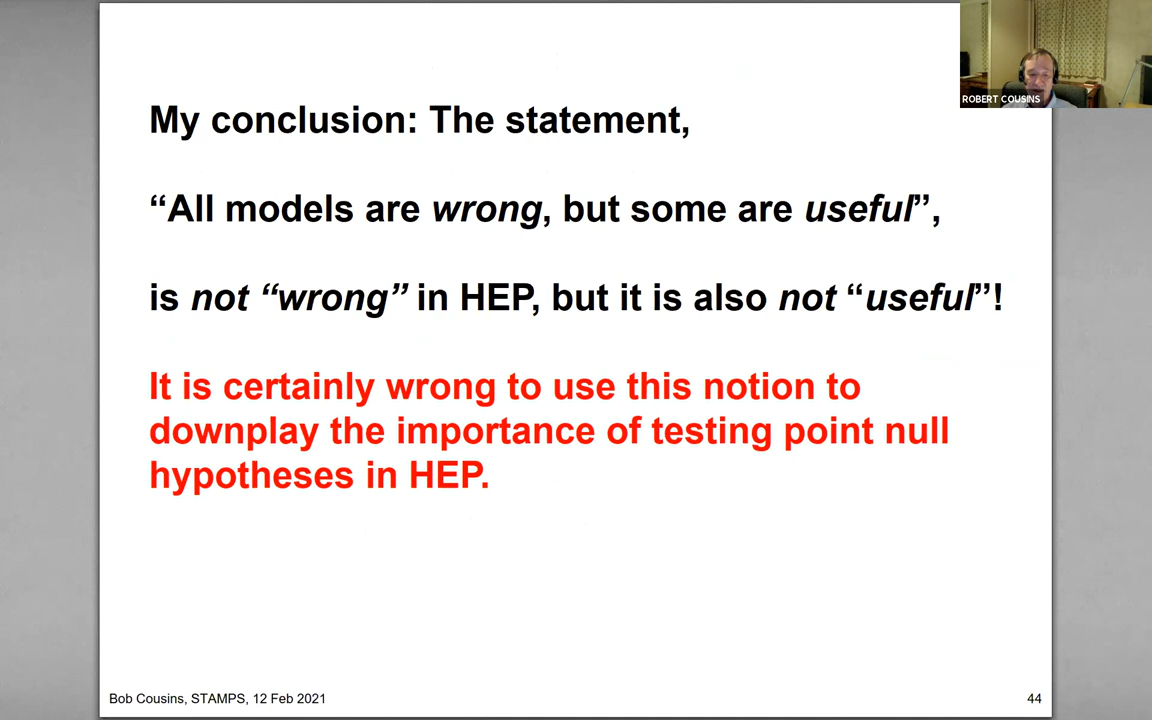 ROBERT COUSINS
My conclusion: The statement,
“All models are wrong, but some are useful”,
is not “wrong” in HEP, but it is also not “useful”!
It is certainly wrong to use this notion to
downplay the importance of testing point null
hypotheses in HEP.
Bob Cousins, STAMPS, 12 Feb 2021
44